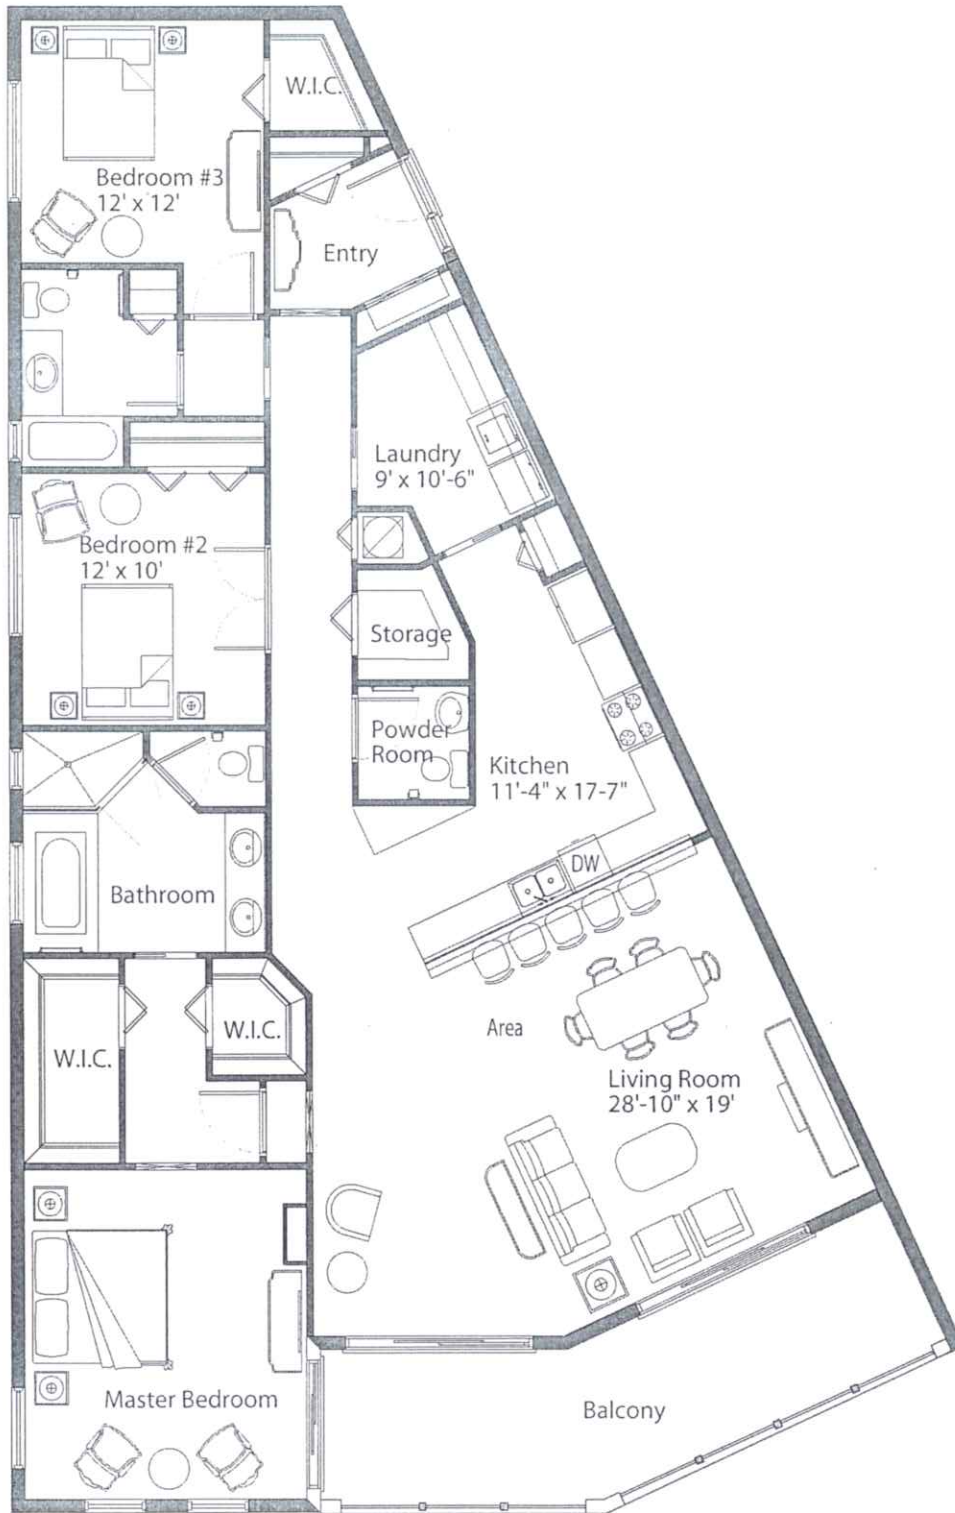 W.I.C.
Bedroom #3
12' x 12'
Entry
Laundry
9' x 10'-6"
Bedroom #2
12' x 10'
Storage
Powder
Room
Kitchen
11'-4" x 17-7"
DW
Bathroom
Area
W.I.C.
W.I.C.
Living Room
28'-10" x 19'
Master Bedroom
Balcony